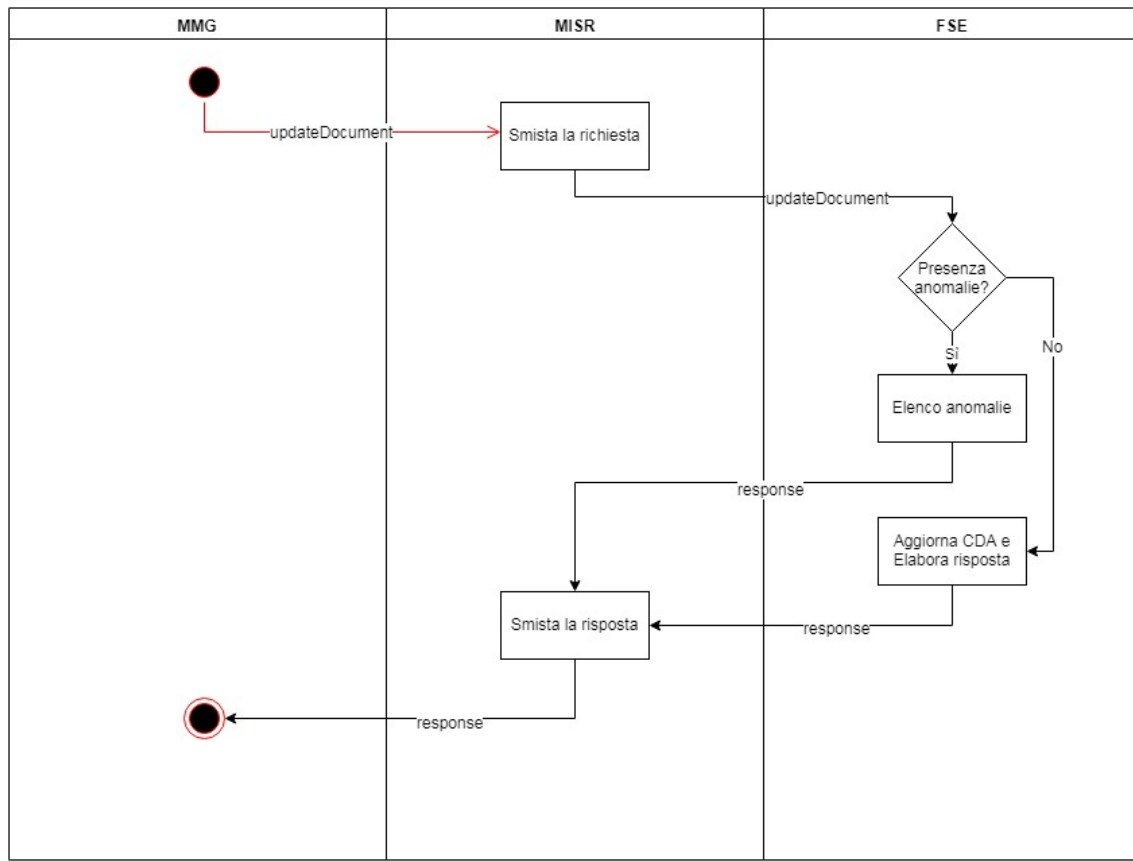 MMG
MISR
FSE
updateDocument
Smista la richiesta
updateDocument
Presenza
anomalie?
Sì
No
Elenco anomalie
response
Aggiorna CDA e
Elabora risposta
Smista la risposta
response
response